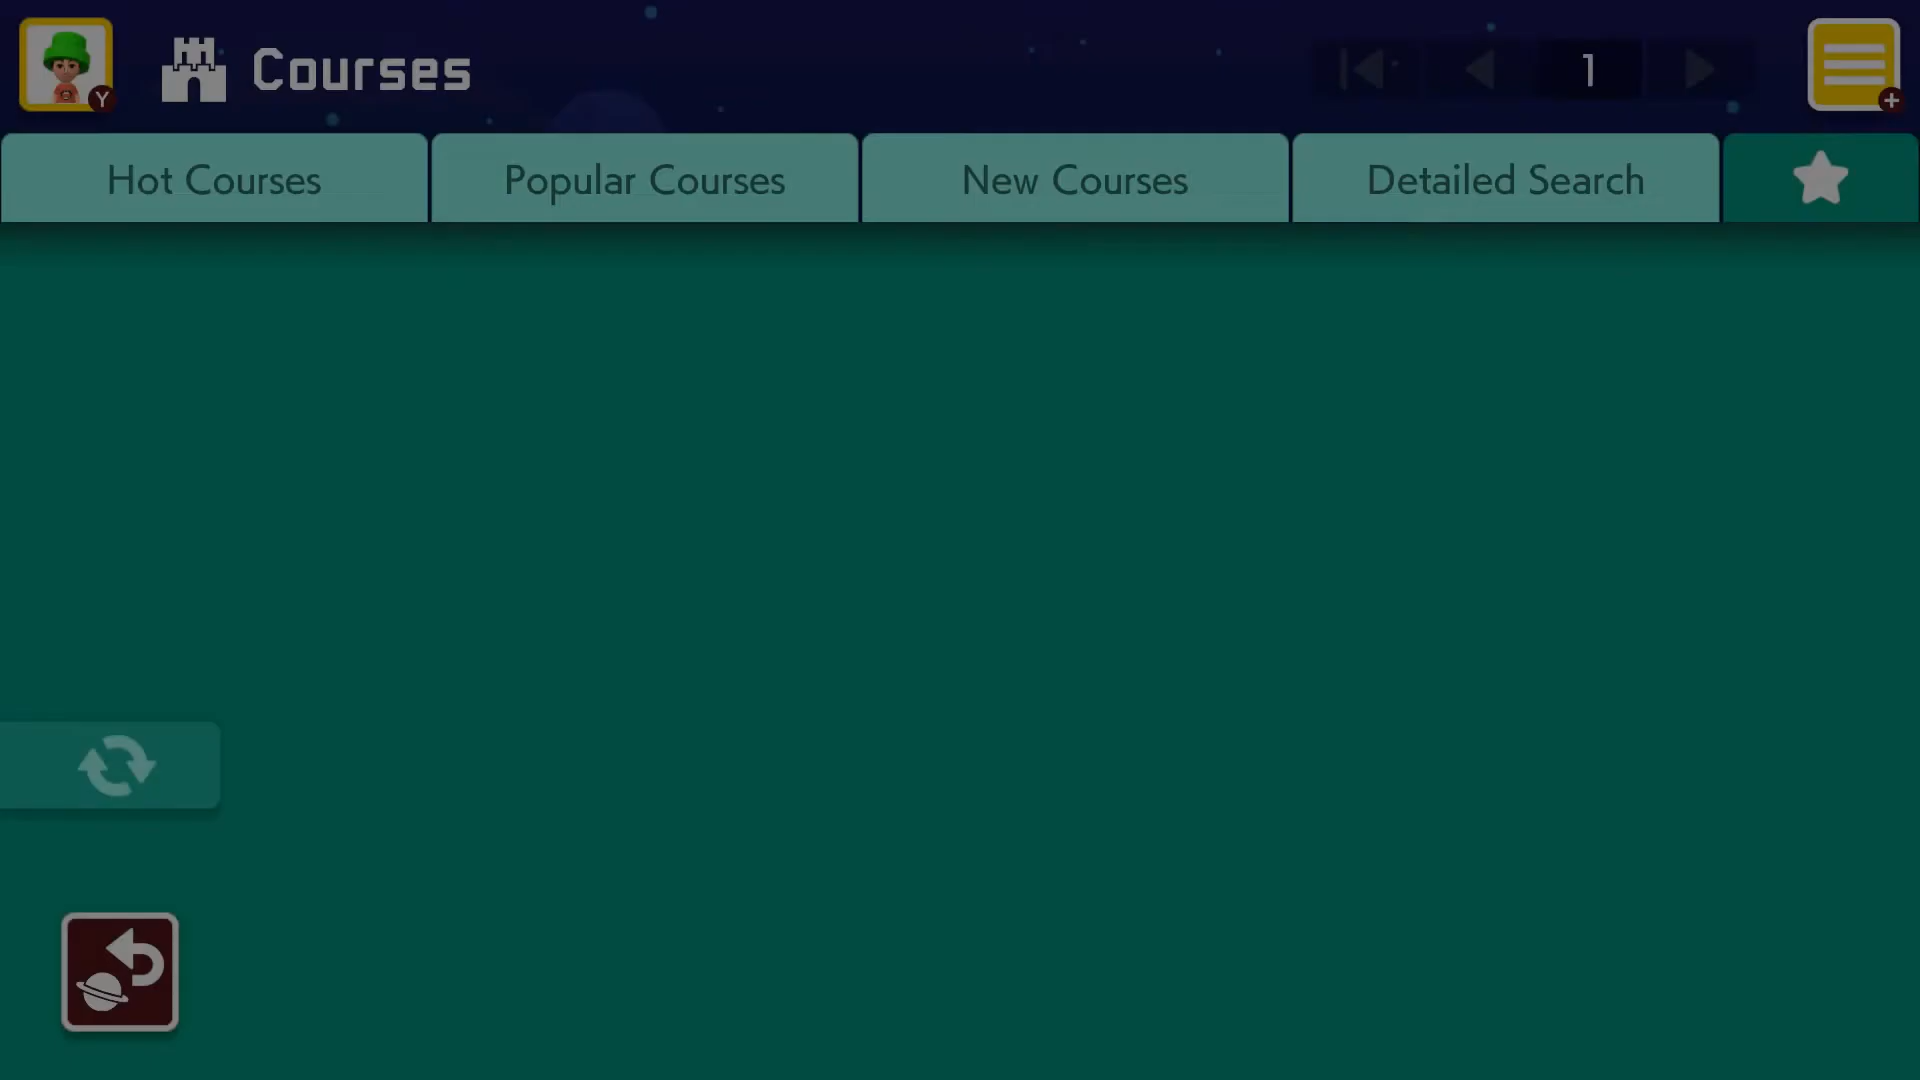 Courses
1
Y
+
Hot Courses
Popular Courses
New Courses
Detailed Search